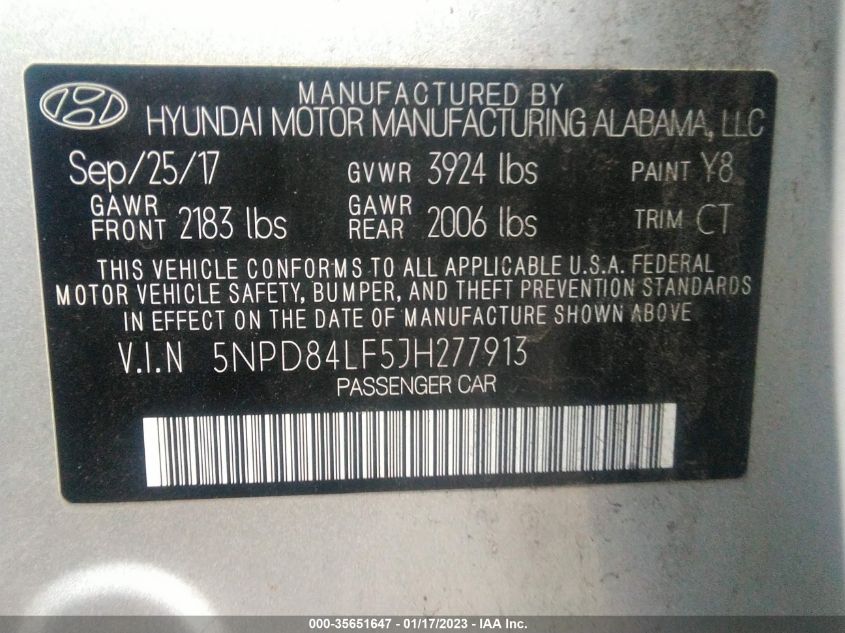 MANUFACTURED BY
HYUNDAI MOTOR MANUFACTURING ALABAMA, LLC
Sep/25/17 GVWR 3924 lbs PAINT Y8
GAWR FRONT 2183 lbs GAWR REAR 2006 lbs TRIM CT
THIS VEHICLE CONFORMS TO ALL APPLICABLE U.S.A. FEDERAL
MOTOR VEHICLE SAFETY, BUMPER, AND THEFT PREVENTION STANDARDS
IN EFFECT ON THE DATE OF MANUFACTURE SHOWN ABOVE
V.I.N 5NPD84LF5JH277913
PASSENGER CAR
000-35651647 - 01/17/2023 - IAA Inc.